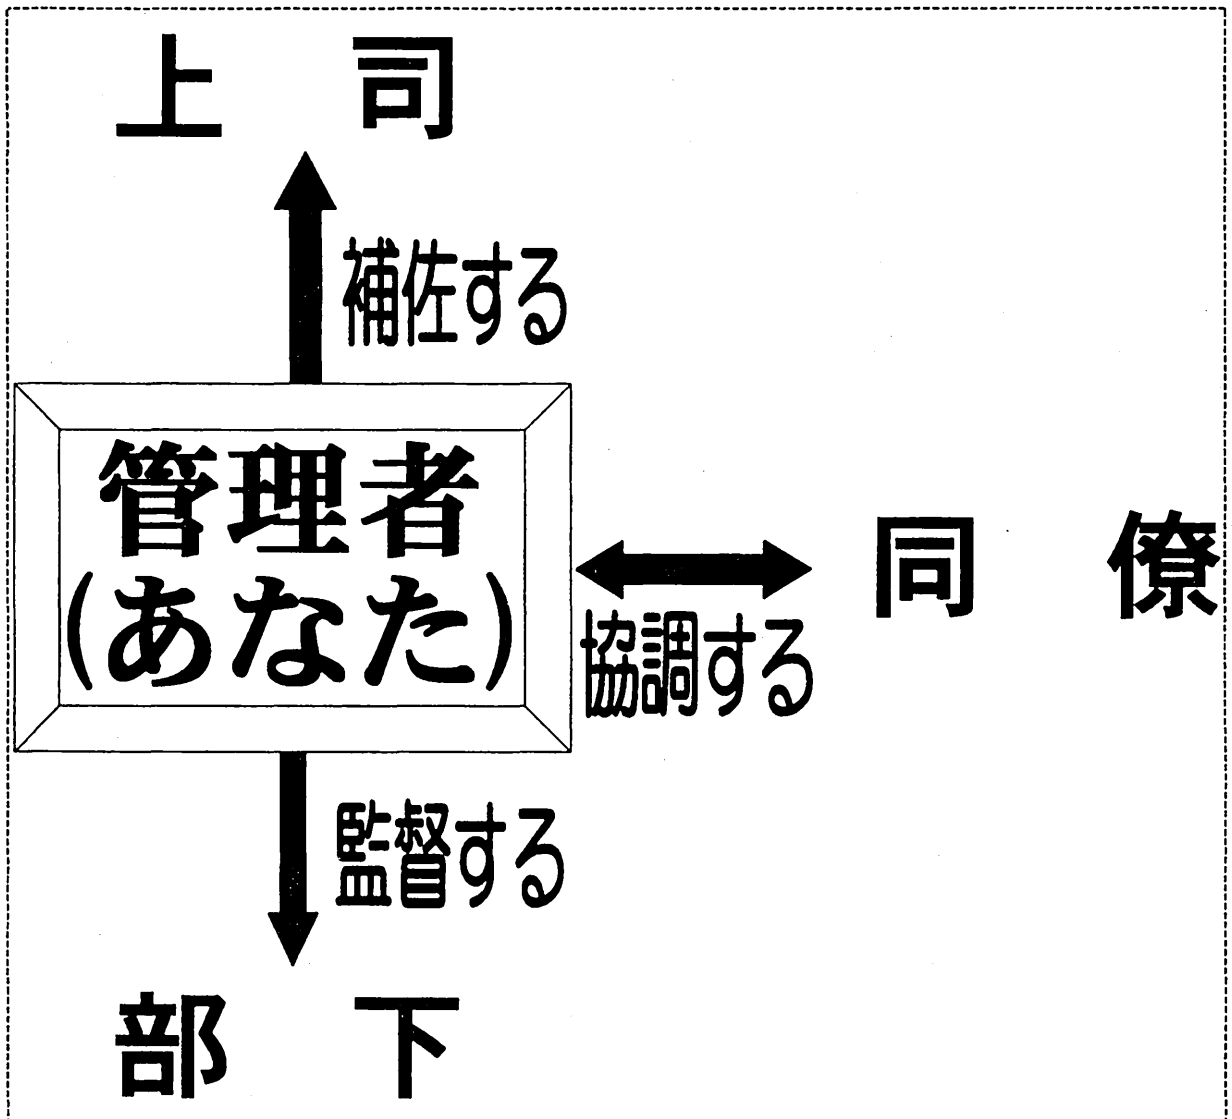 上　司
補佐する
管理者
(あなた)
同　僚
協調する
監督する
部　下